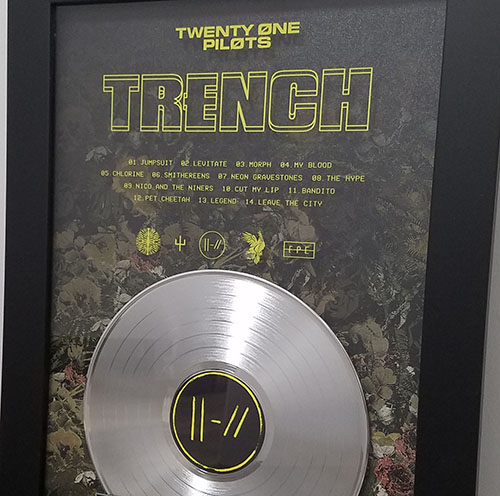 TWENTY ØNE
PILØTS
TRENCH
01.JUMPSUIT 02.LEVITATE 03.MORPH 04.MY BLOOD
05.CHLORINE 06.SMITHEREENS 07.NEON GRAVESTONES 08.THE HYPE
09.NICO AND THE NINERS 10.CUT MY LIP 11.BANDITO
12.PET CHEETAH 13.LEGEND 14.LEAVE THE CITY
||-//
FPE
||-//